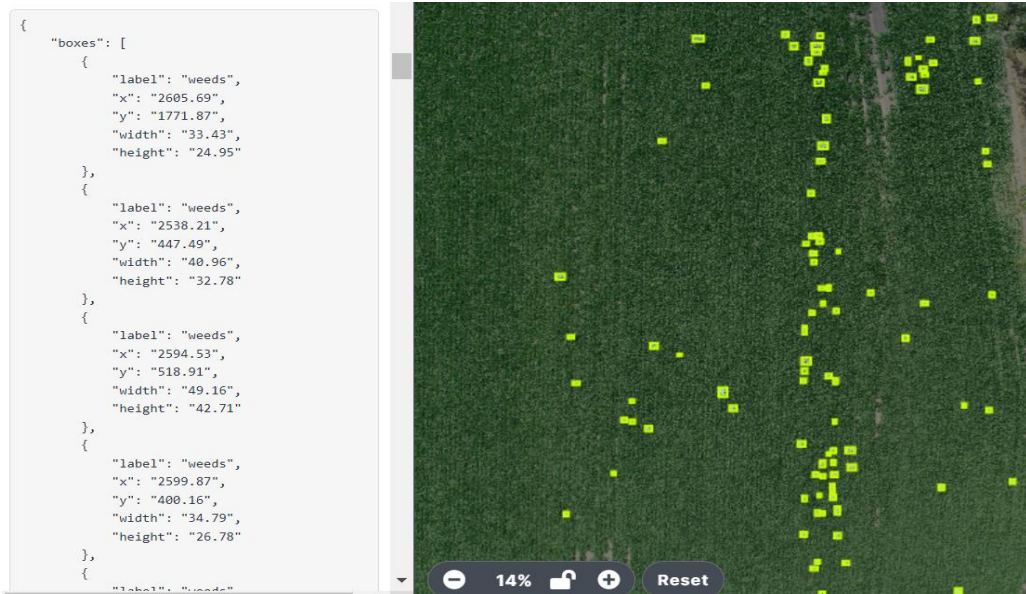 {
"boxes": [
{
"label": "weeds",
"x": "2605.69",
"y": "1771.87",
"width": "33.43",
"height": "24.95"
},
{
"label": "weeds",
"x": "2538.21",
"y": "447.49",
"width": "40.96",
"height": "32.78"
},
{
"label": "weeds",
"x": "2594.53",
"y": "518.91",
"width": "49.16",
"height": "42.71"
},
{
"label": "weeds",
"x": "2599.87",
"y": "400.16",
"width": "34.79",
"height": "26.78"
},
{
"label": "weeds"
14%
Reset